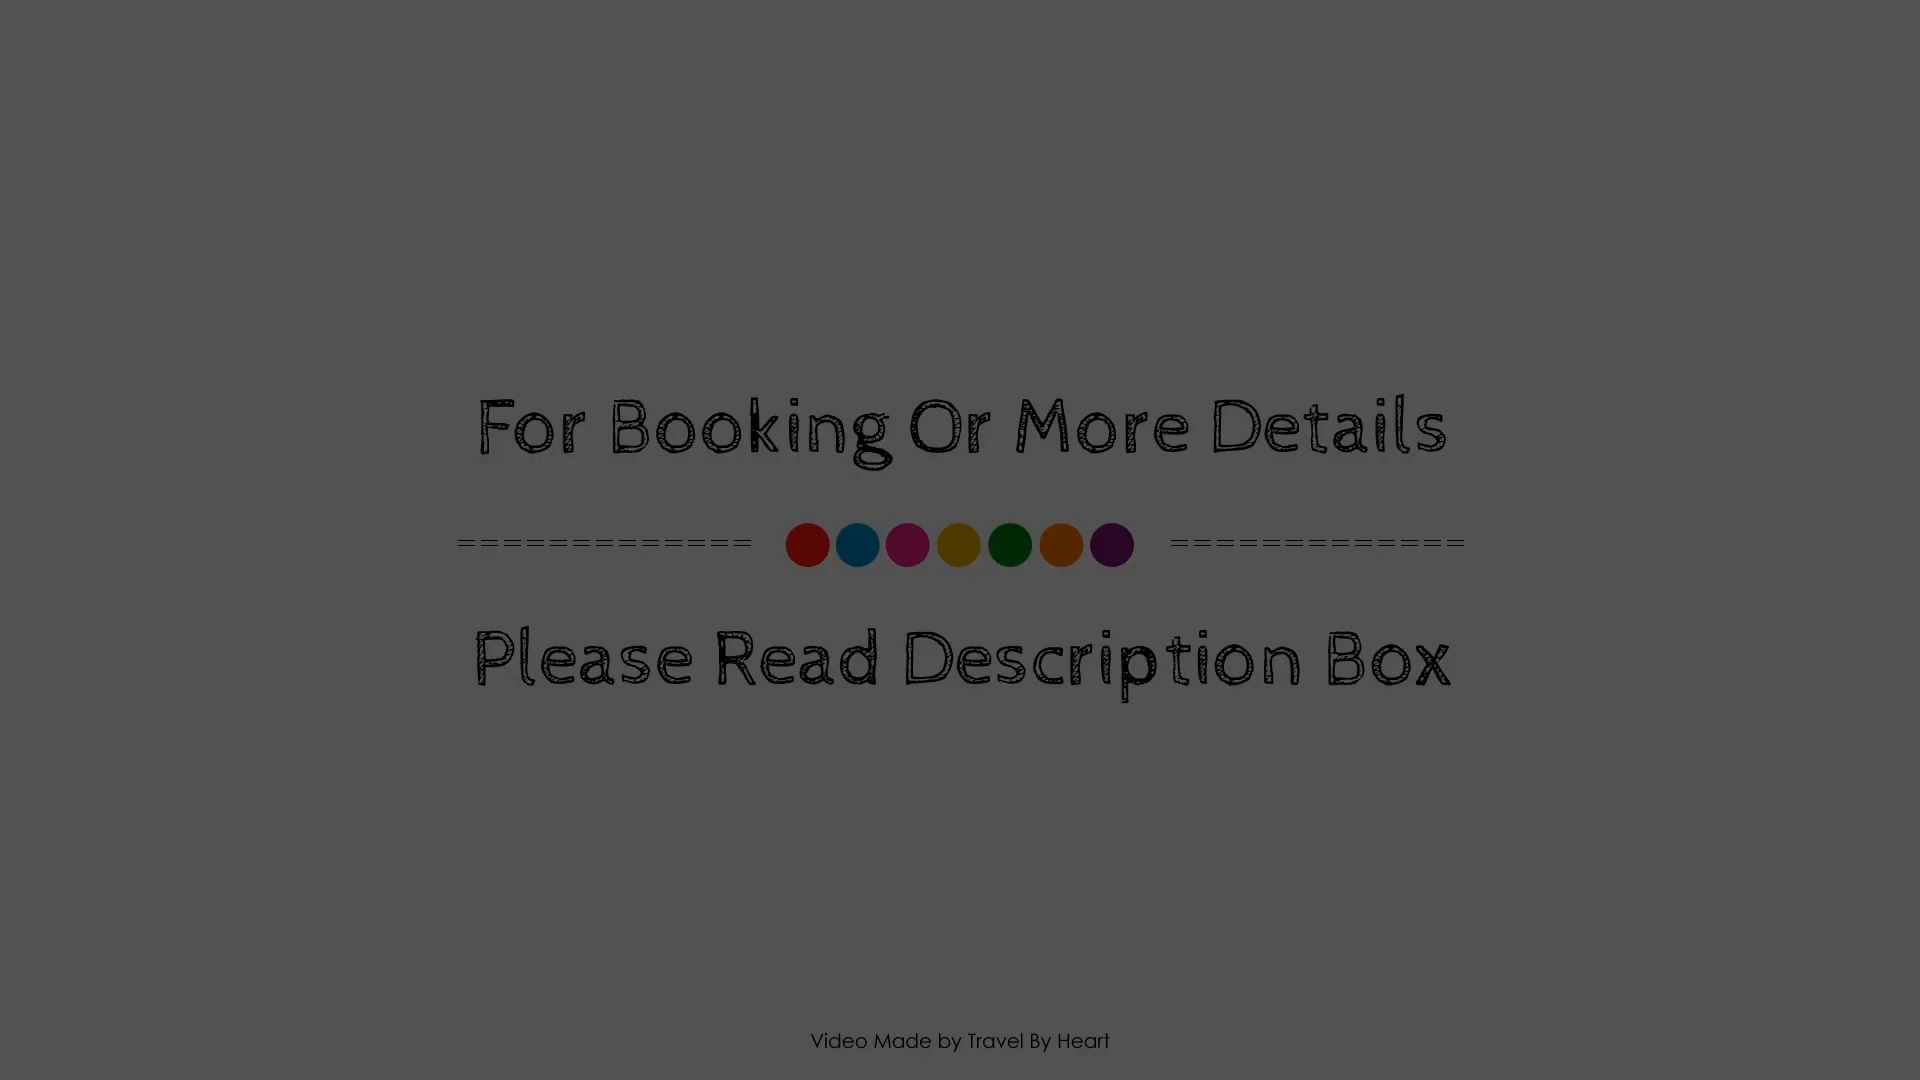 For Booking Or More Details
============= =============
Please Read Description Box
Video Made by Travel By Heart